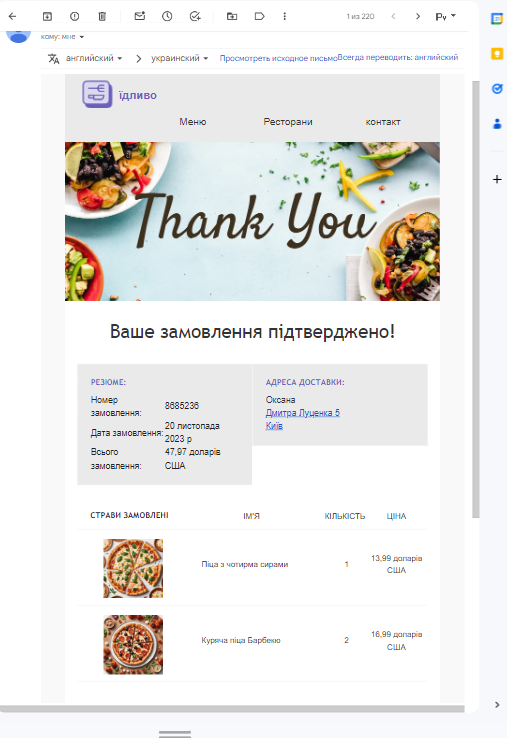 1 из 220
Ру
кому: мне
английский
украинский
Просмотреть исходное письмо
Всегда переводить: английский
їдливо
Меню
Ресторани
контакт
Thank You
Ваше замовлення підтверджено!
РЕЗЮМЕ:
Номер замовлення:
8685236
Дата замовлення:
20 листопада
2023 р
Всього
замовлення:
47,97 доларів
США
АДРЕСА ДОСТАВКИ:
Оксана
Дмитра Луценка 5
Київ
СТРАВИ ЗАМОВЛЕНІ
ІМ'Я
КІЛЬКІСТЬ
ЦІНА
Піца з чотирма сирами
1
13,99 доларів
США
Куряча піца Барбекю
2
16,99 доларів
США